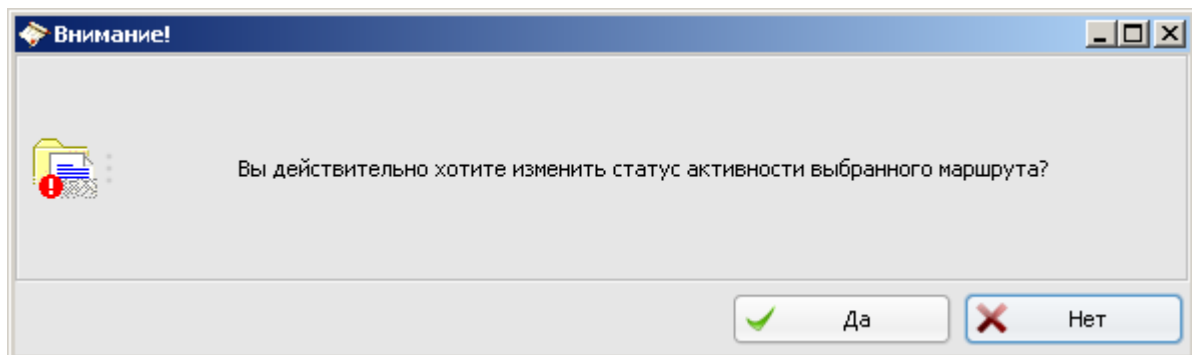 Внимание!
Вы действительно хотите изменить статус активности выбранного маршрута?
Да
Нет